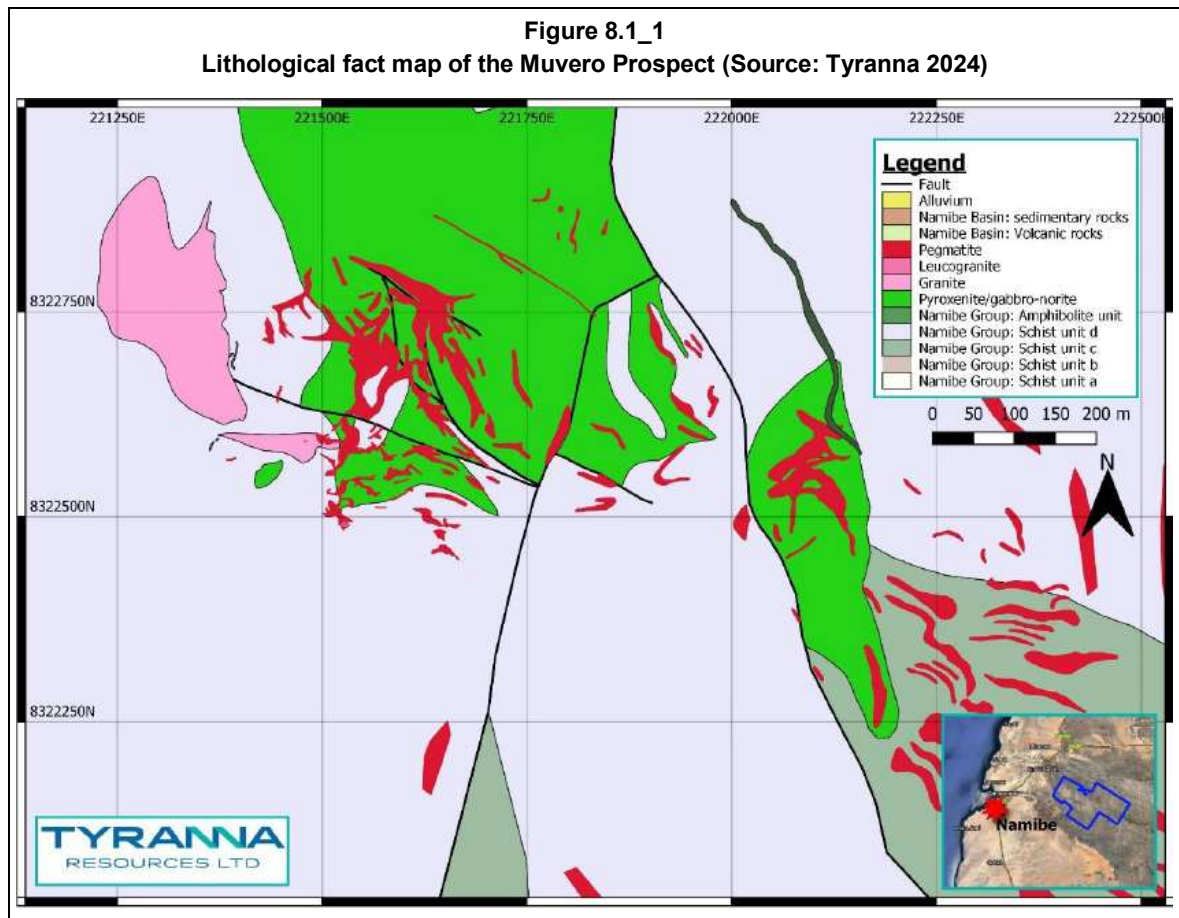 Figure 8.1_1
Lithological fact map of the Muvero Prospect (Source: Tyranna 2024)
221250E 221500E 221750E 222000E 222250E 222500E
Legend
Fault
Alluvium
Namibe Basin: sedimentary rocks
Namibe Basin: Volcanic rocks
Pegmatite
Leucogranite
Granite
Pyroxenite/gabbro-norite
Namibe Group: Amphibolite unit
Namibe Group: Schist unit d
Namibe Group: Schist unit c
Namibe Group: Schist unit b
Namibe Group: Schist unit a
8322750N
0 50 100 150 200 m
N
8322500N
8322250N
Namibe
TYRANNA
RESOURCES LTD